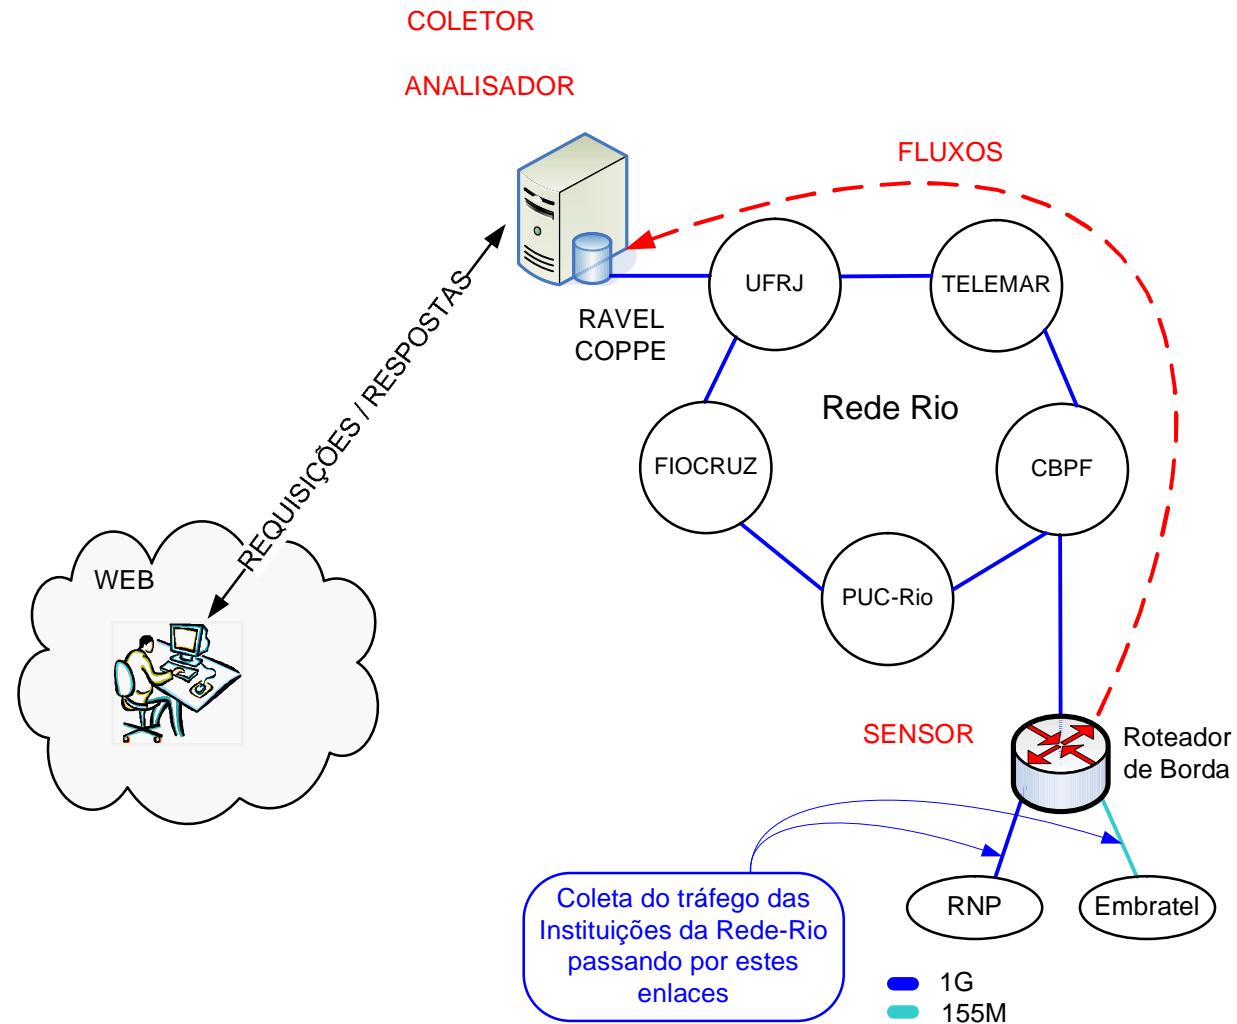 COLETOR
ANALISADOR
FLUXOS
UFRJ
TELEMAR
RAVEL
COPPE
REQUISIÇÕES / RESPOSTAS
Rede Rio
FIOCRUZ
CBPF
WEB
PUC-Rio
SENSOR
Roteador
de Borda
Coleta do tráfego das
Instituições da Rede-Rio
passando por estes
enlaces
RNP
Embratel
1G
155M